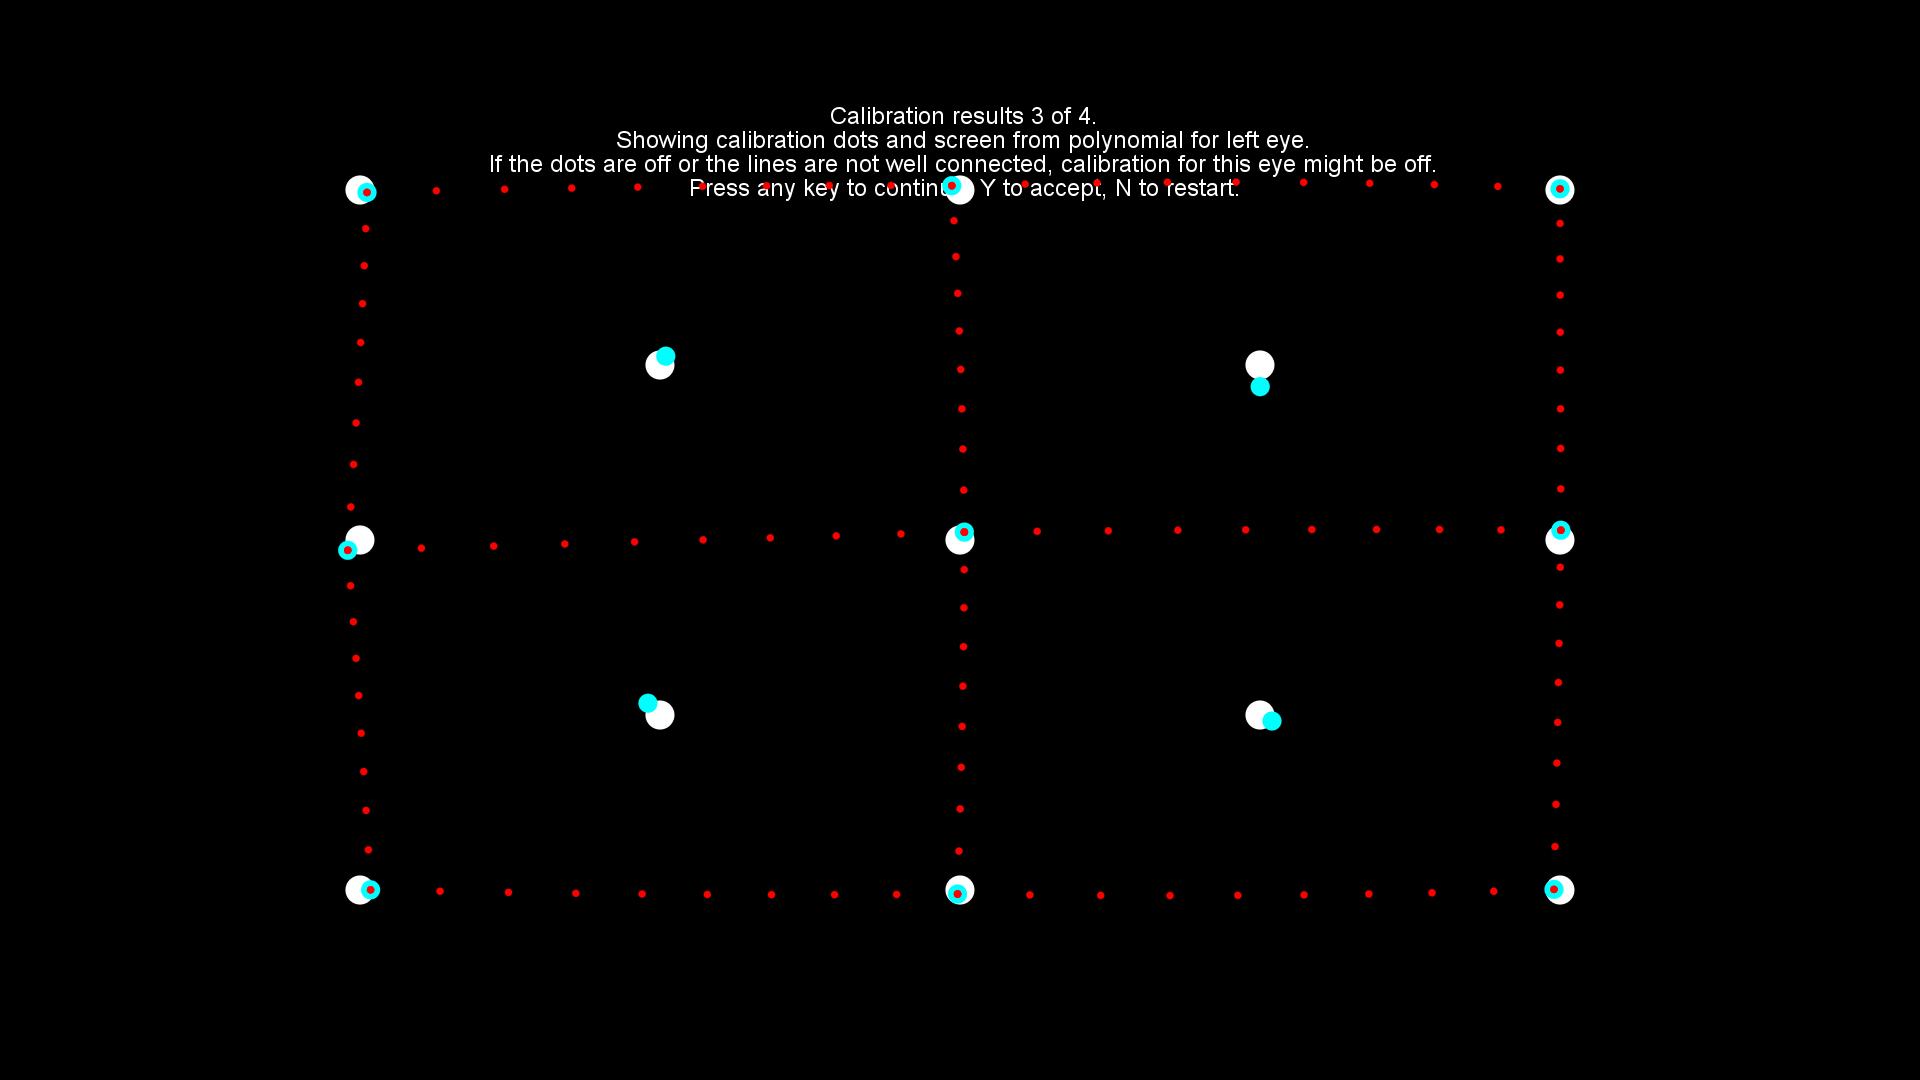 Calibration results 3 of 4.
Showing calibration dots and screen from polynomial for left eye.
If the dots are off or the lines are not well connected, calibration for this eye might be off.
Press any key to continue, Y to accept, N to restart.